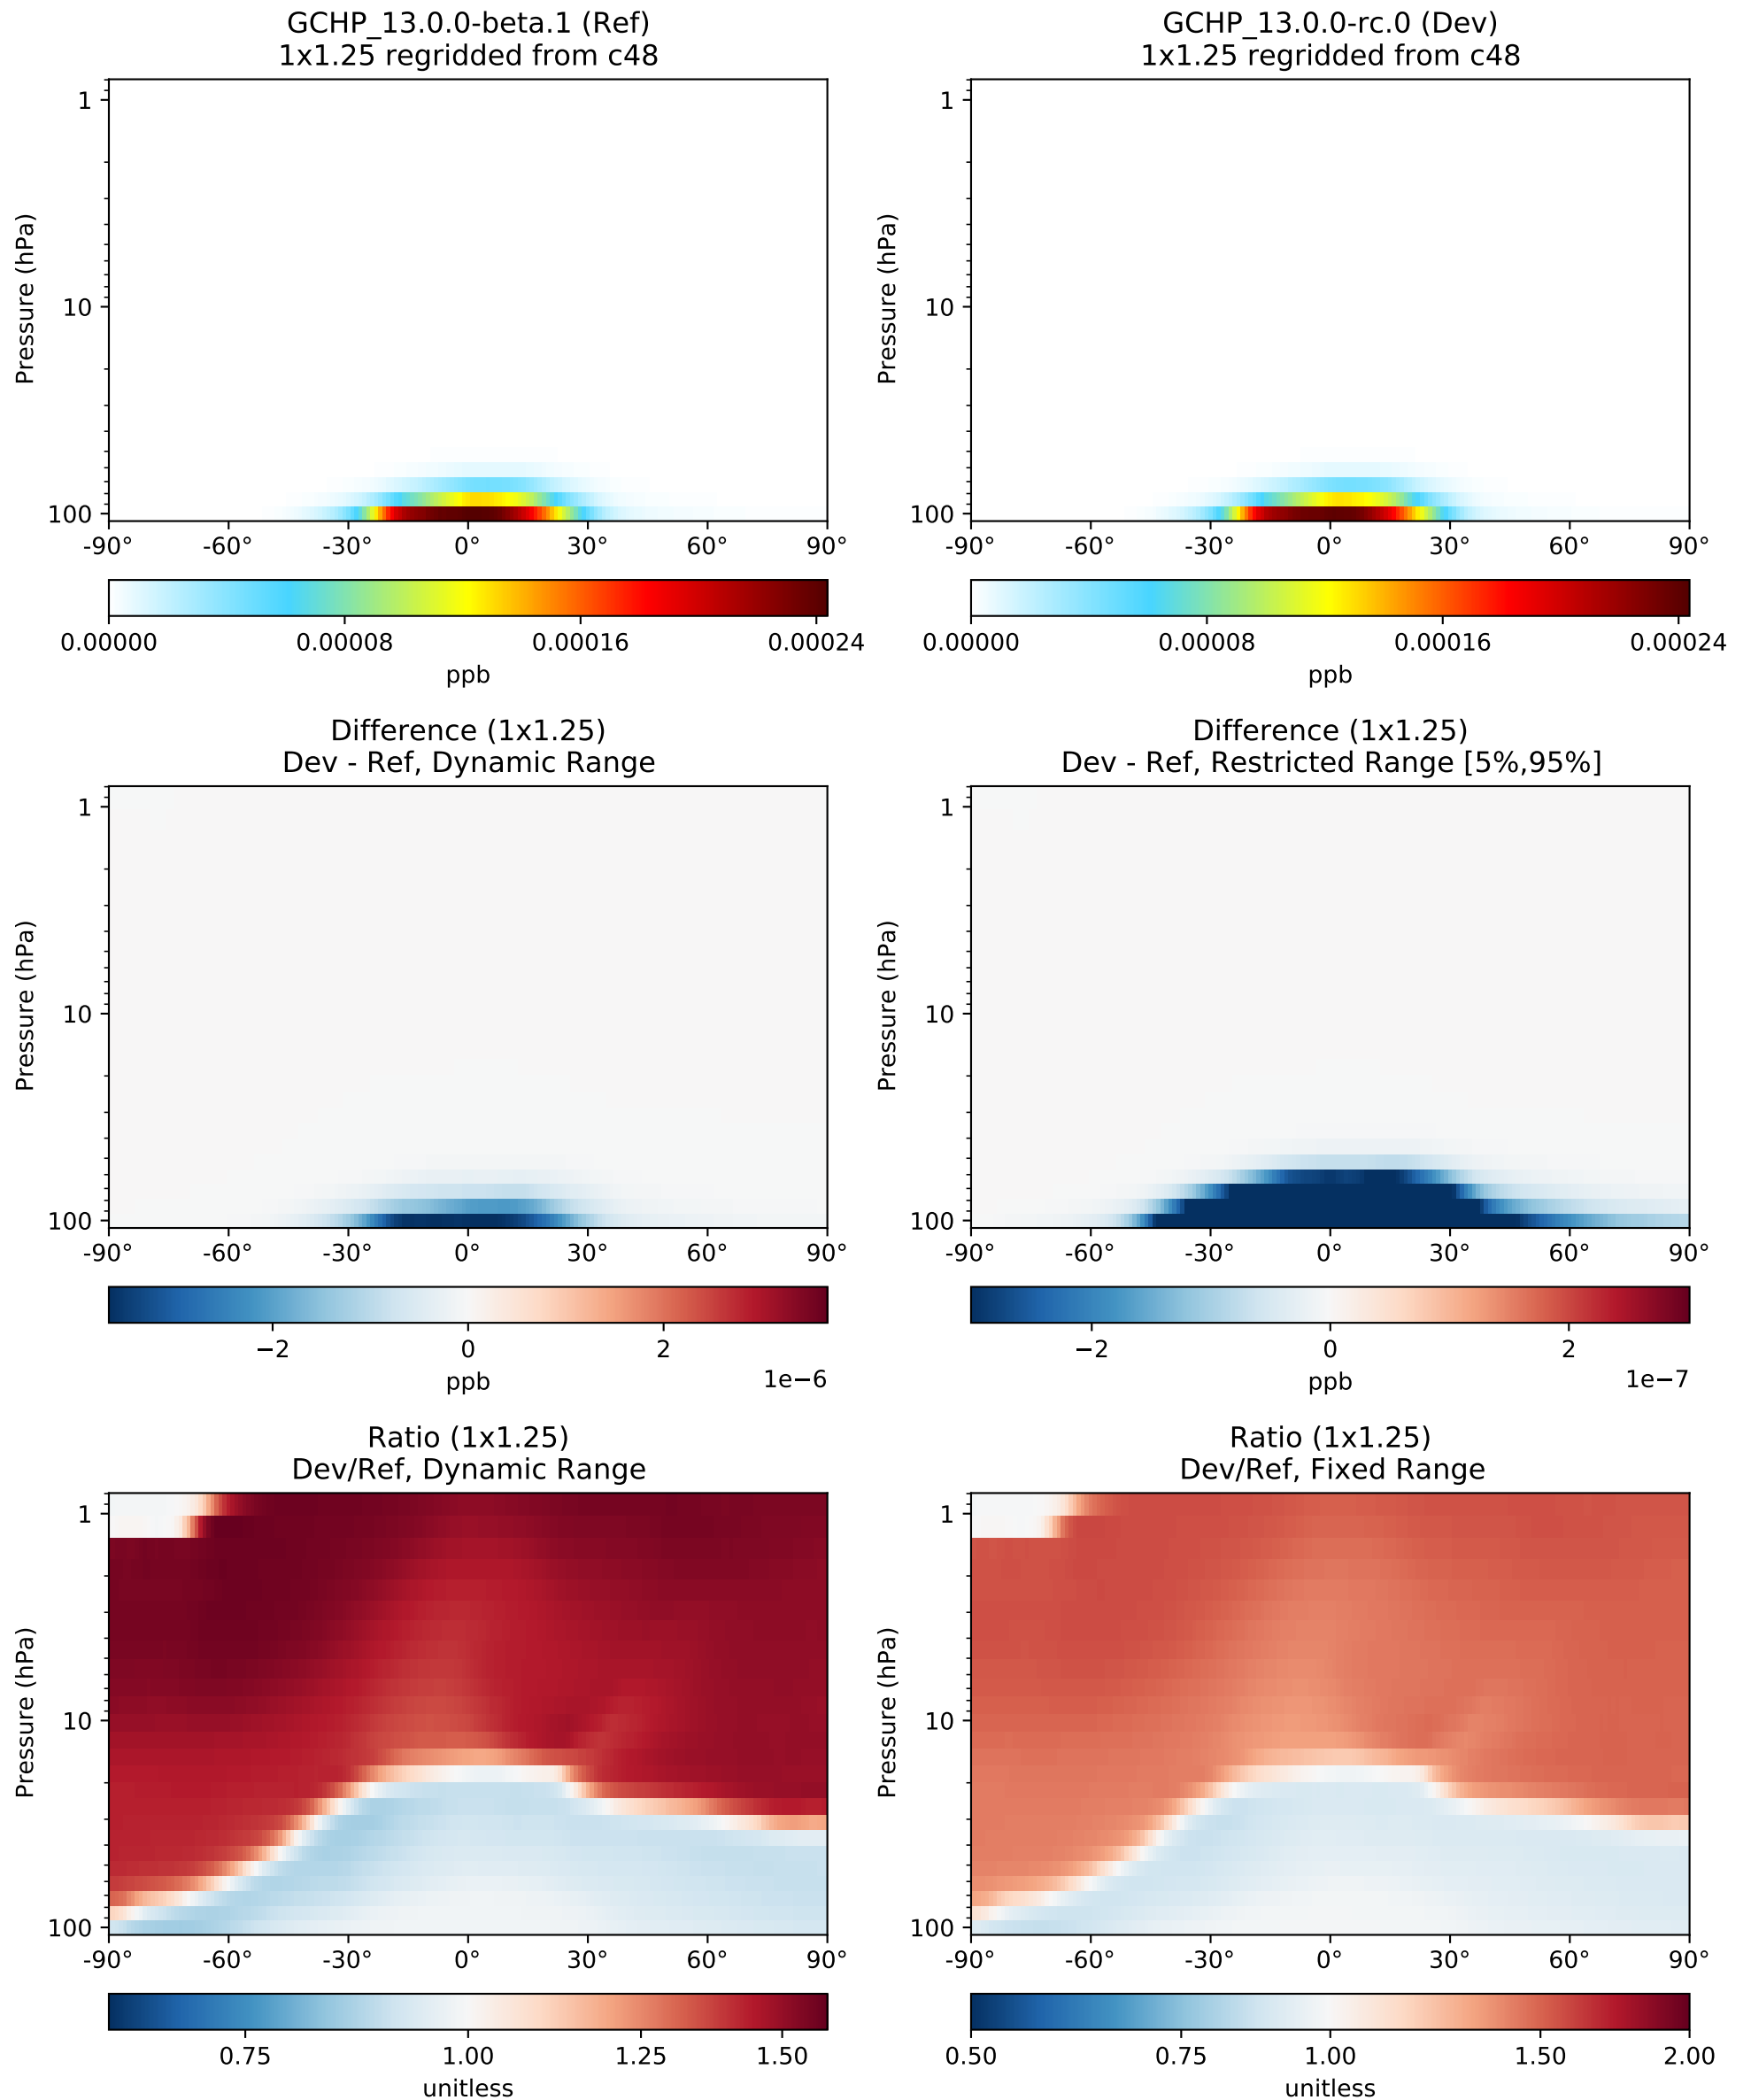 GCHP_13.0.0-beta.1 (Ref)
1x1.25 regridded from c48
Pressure (hPa)
1
10
100
-90° -60° -30° 0° 30° 60° 90°
0.00000 0.00008 0.00016 0.00024
ppb
GCHP_13.0.0-rc.0 (Dev)
1x1.25 regridded from c48
Pressure (hPa)
1
10
100
-90° -60° -30° 0° 30° 60° 90°
0.00000 0.00008 0.00016 0.00024
ppb
Difference (1x1.25)
Dev - Ref, Dynamic Range
Pressure (hPa)
1
10
100
-90° -60° -30° 0° 30° 60° 90°
−2 0 2
1e−6
ppb
Difference (1x1.25)
Dev - Ref, Restricted Range [5%,95%]
Pressure (hPa)
1
10
100
-90° -60° -30° 0° 30° 60° 90°
−2 0 2
1e−7
ppb
Ratio (1x1.25)
Dev/Ref, Dynamic Range
Pressure (hPa)
1
10
100
-90° -60° -30° 0° 30° 60° 90°
0.75 1.00 1.25 1.50
unitless
Ratio (1x1.25)
Dev/Ref, Fixed Range
Pressure (hPa)
1
10
100
-90° -60° -30° 0° 30° 60° 90°
0.50 0.75 1.00 1.50 2.00
unitless